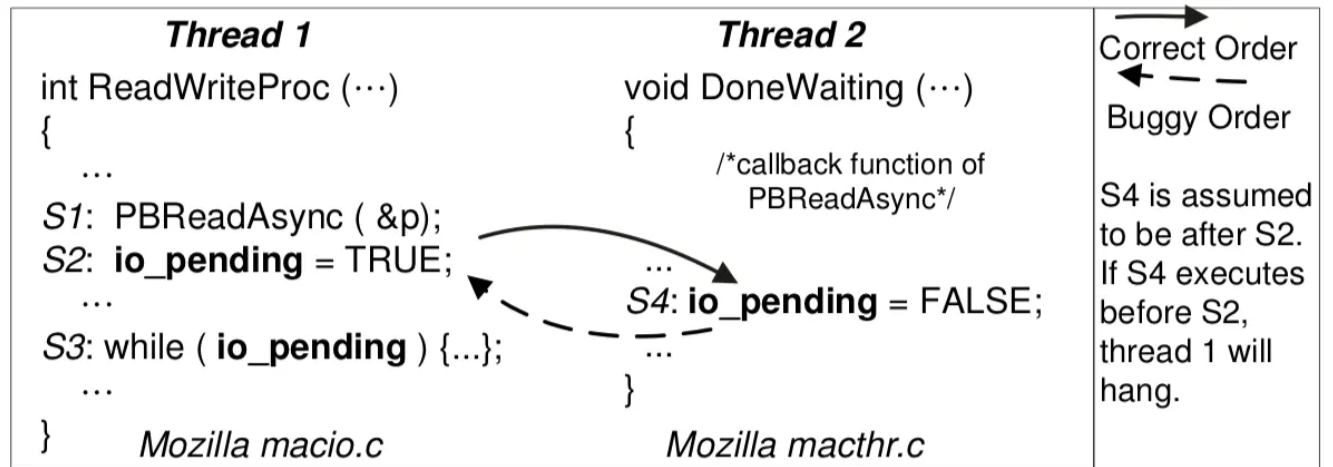 Thread 1
int ReadWriteProc (···)
{
...
S1: PBReadAsync ( &p);
S2: io_pending = TRUE;
...
S3: while ( io_pending ) {...};
...
}
Mozilla macio.c
Thread 2
void DoneWaiting (···)
{
/*callback function of
PBReadAsync*/
...
S4: io_pending = FALSE;
...
}
Mozilla macthr.c
Correct Order
Buggy Order
S4 is assumed
to be after S2.
If S4 executes
before S2,
thread 1 will
hang.